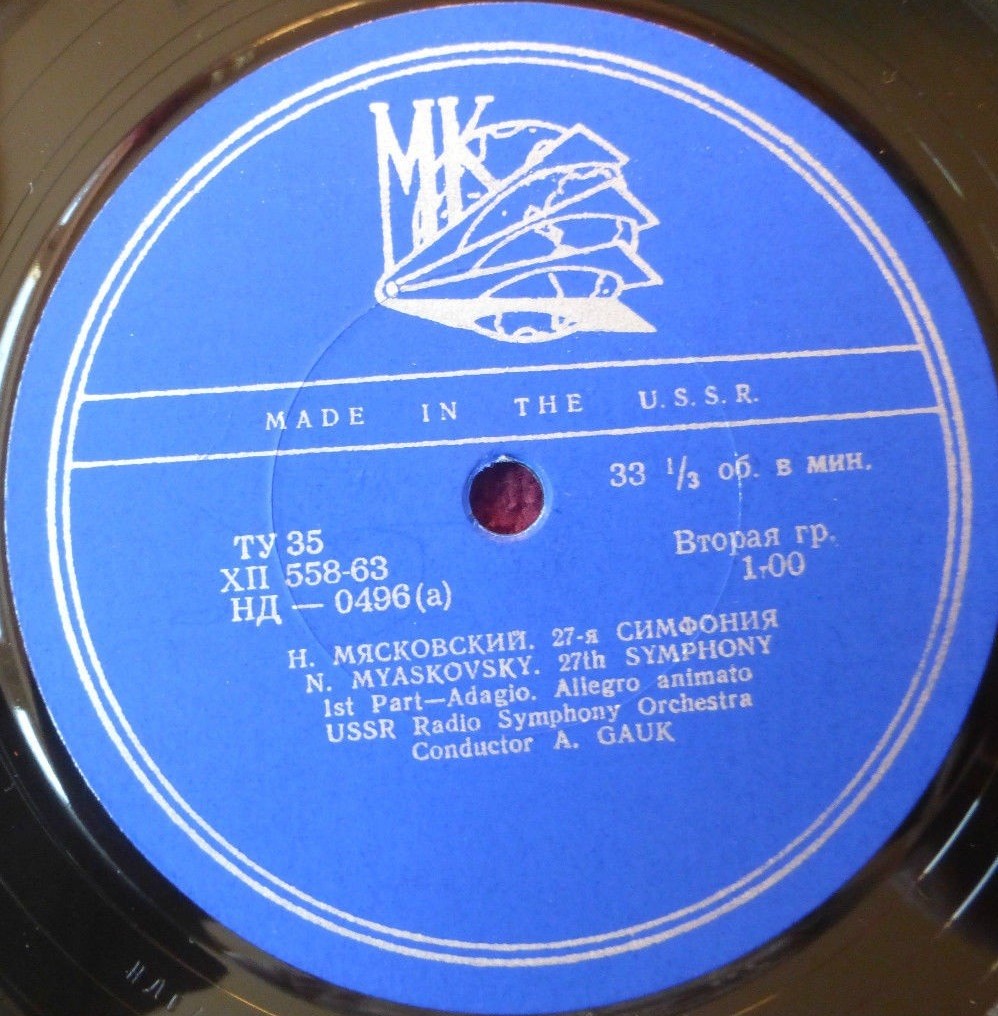 МК
MADE IN THE U.S.S.R.
33 1/3 об. в мин.
ТУ 35
ХП 558-63
НД — 0496(а)
Вторая гр.
1-00
Н. МЯСКОВСКИЙ. 27-я СИМФОНИЯ
N. MYASKOVSKY. 27th SYMPHONY
1st Part—Adagio. Allegro animato
USSR Radio Symphony Orchestra
Conductor A. GAUK